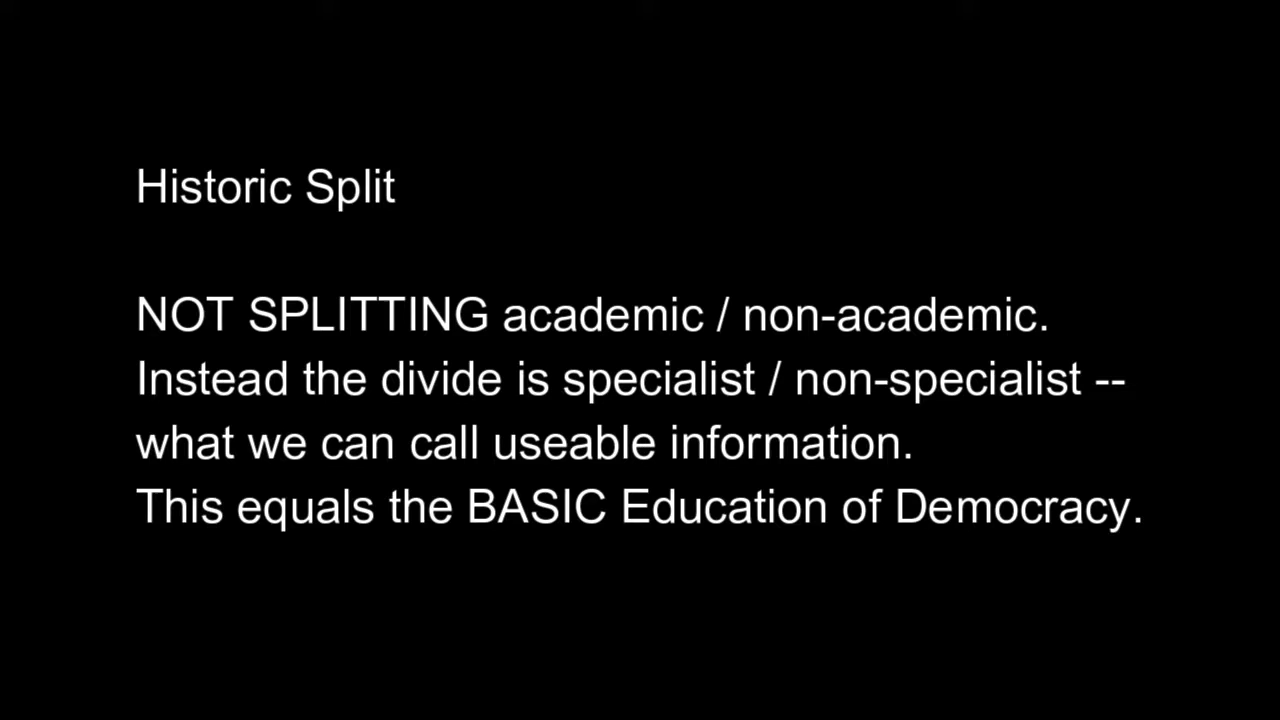 Historic Split
NOT SPLITTING academic / non-academic.
Instead the divide is specialist / non-specialist --
what we can call useable information.
This equals the BASIC Education of Democracy.